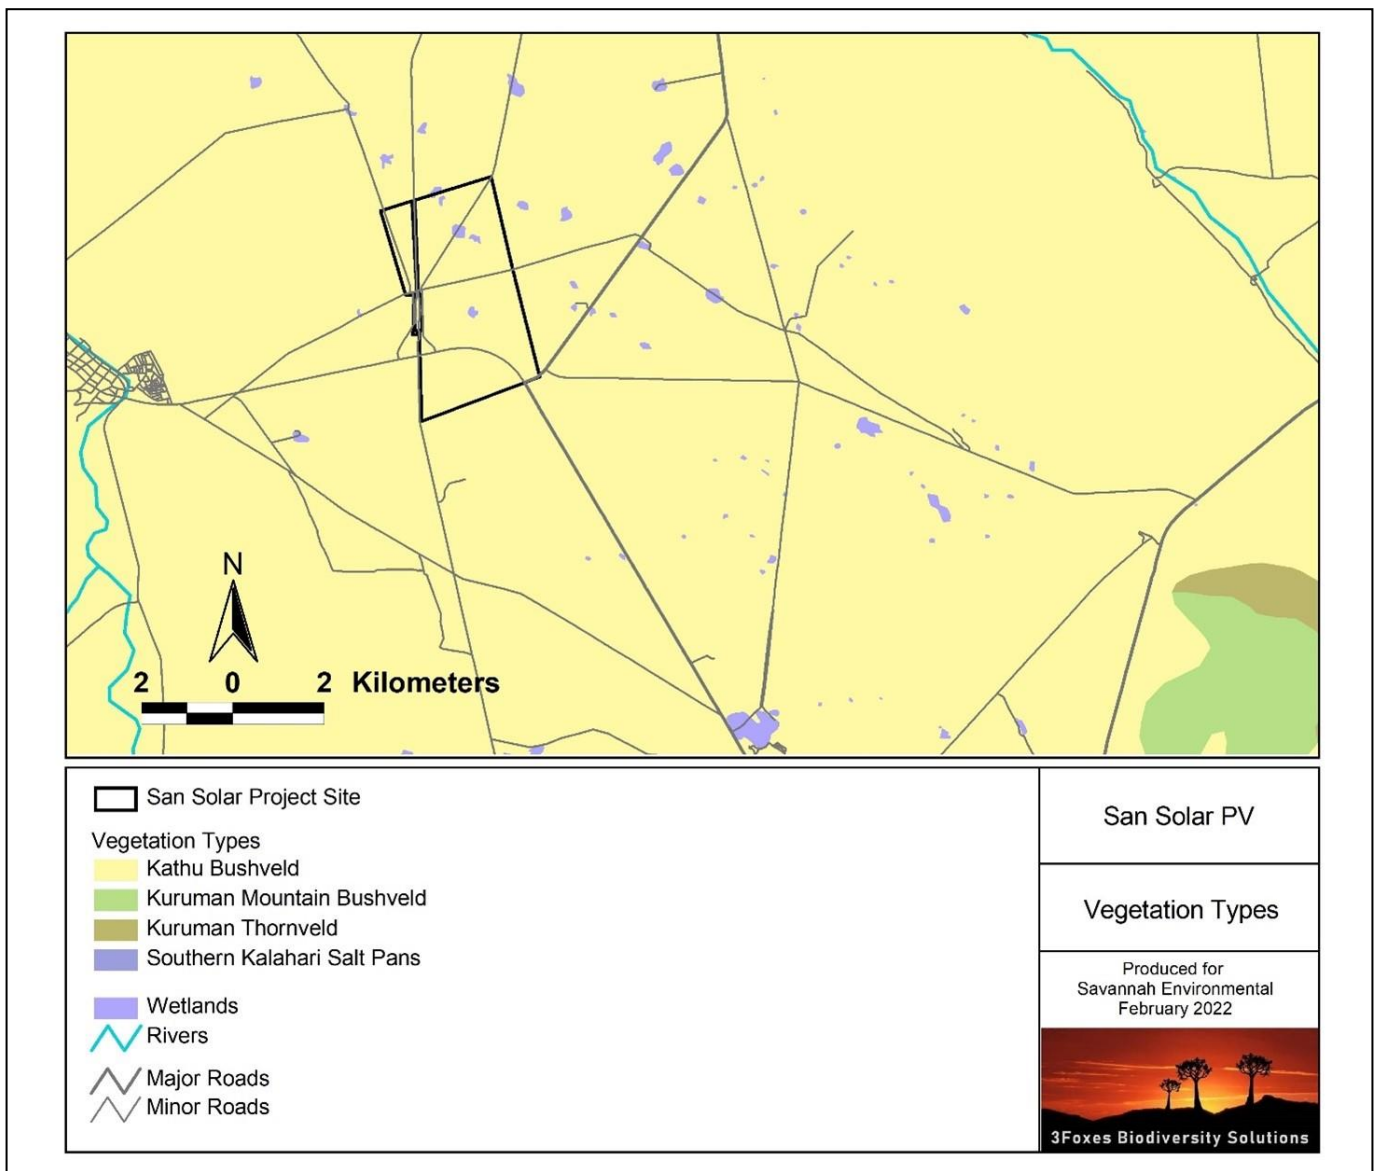 N
2 0 2 Kilometers
San Solar Project Site
Vegetation Types
Kathu Bushveld
Kuruman Mountain Bushveld
Kuruman Thornveld
Southern Kalahari Salt Pans
Wetlands
Rivers
Major Roads
Minor Roads
San Solar PV
Vegetation Types
Produced for
Savannah Environmental
February 2022
3Foxes Biodiversity Solutions